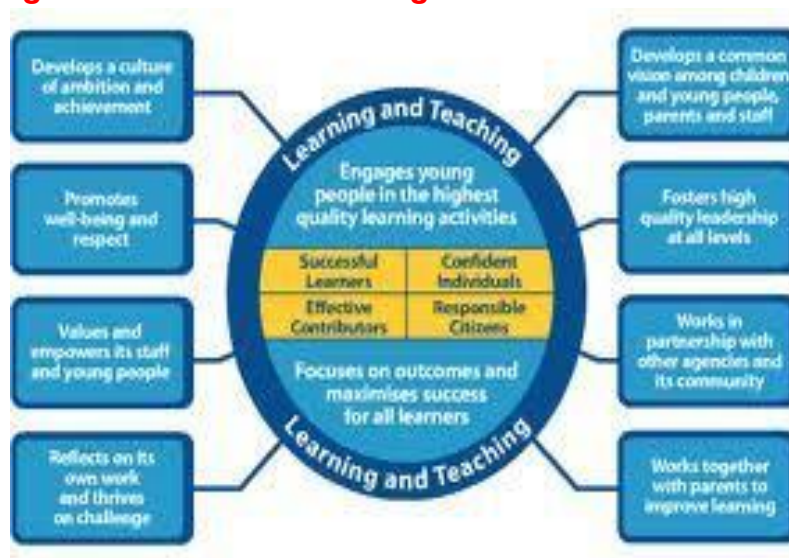 Develops a culture
of ambition and
achievement
Promotes
well-being and
respect
Values and
empowers its staff
and young people
Reflects on its
own work
and thrives
on challenge
Learning and Teaching
Engages young
people in the highest
quality learning activities
Successful
Learners
Confident
Individuals
Effective
Contributors
Responsible
Citizens
Focuses on outcomes and
maximises success
for all learners
Learning and Teaching
Develops a common
vision among children
and young people,
parents and staff
Fosters high
quality leadership
at all levels
Works in
partnership with
other agencies and
its community
Works together
with parents to
improve learning